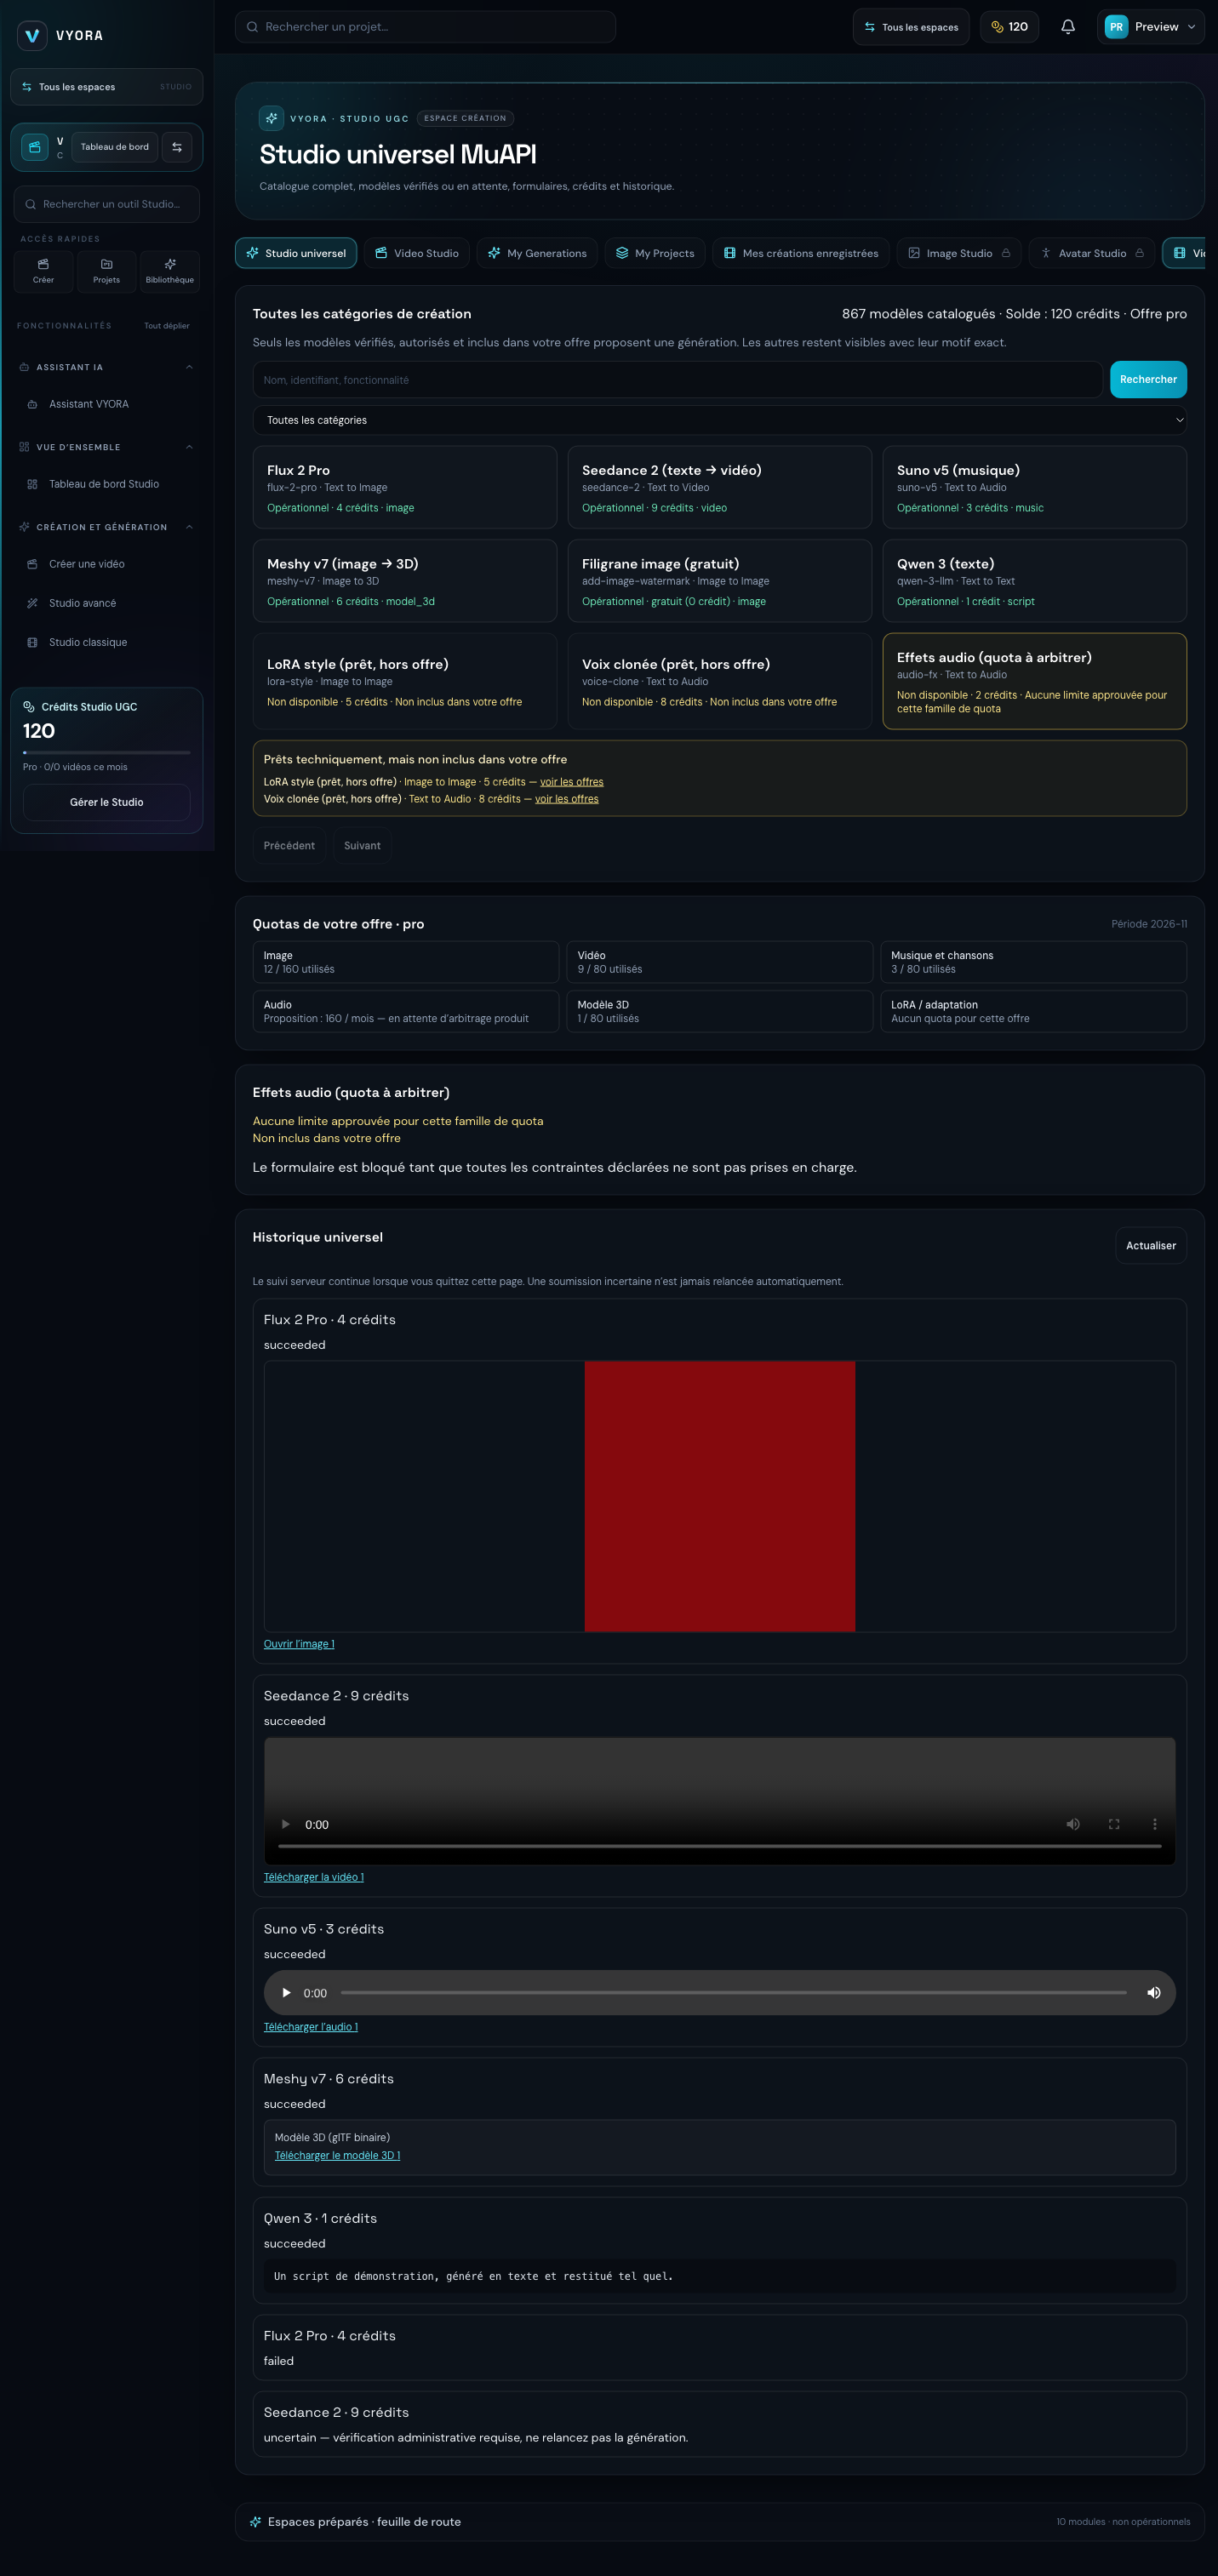 VYORA
Tous les espaces
STUDIO
V
C
Tableau de bord
Rechercher un outil Studio...
ACCÈS RAPIDES
Créer
Projets
Bibliothèque
FONCTIONNALITÉS
Tout déplier
ASSISTANT IA
Assistant VYORA
VUE D'ENSEMBLE
Tableau de bord Studio
CRÉATION ET GÉNÉRATION
Créer une vidéo
Studio avancé
Studio classique
Crédits Studio UGC
120
Pro · 0/0 vidéos ce mois
Gérer le Studio
Rechercher un projet...
Tous les espaces
120
PR
Preview
VYORA · STUDIO UGC
ESPACE CRÉATION
Studio universel MuAPI
Catalogue complet, modèles vérifiés ou en attente, formulaires, crédits et historique.
Studio universel
Video Studio
My Generations
My Projects
Mes créations enregistrées
Image Studio
Avatar Studio
Toutes les catégories de création
867 modèles catalogués · Solde : 120 crédits · Offre pro
Seuls les modèles vérifiés, autorisés et inclus dans votre offre proposent une génération. Les autres restent visibles avec leur motif exact.
Nom, identifiant, fonctionnalité
Rechercher
Toutes les catégories
Flux 2 Pro
flux-2-pro · Text to Image
Opérationnel · 4 crédits · image
Seedance 2 (texte → vidéo)
seedance-2 · Text to Video
Opérationnel · 9 crédits · video
Suno v5 (musique)
suno-v5 · Text to Audio
Opérationnel · 3 crédits · music
Meshy v7 (image → 3D)
meshy-v7 · Image to 3D
Opérationnel · 6 crédits · model_3d
Filigrane image (gratuit)
add-image-watermark · Image to Image
Opérationnel · gratuit (0 crédit) · image
Qwen 3 (texte)
qwen-3-llm · Text to Text
Opérationnel · 1 crédit · script
LoRA style (prêt, hors offre)
lora-style · Image to Image
Non disponible · 5 crédits · Non inclus dans votre offre
Voix clonée (prêt, hors offre)
voice-clone · Text to Audio
Non disponible · 8 crédits · Non inclus dans votre offre
Effets audio (quota à arbitrer)
audio-fx · Text to Audio
Non disponible · 2 crédits · Aucune limite approuvée pour
cette famille de quota
Prêts techniquement, mais non inclus dans votre offre
LoRA style (prêt, hors offre) · Image to Image · 5 crédits — voir les offres
Voix clonée (prêt, hors offre) · Text to Audio · 8 crédits — voir les offres
Précédent
Suivant
Quotas de votre offre · pro
Période 2026-11
Image
12 / 160 utilisés
Vidéo
9 / 80 utilisés
Musique et chansons
3 / 80 utilisés
Audio
Proposition : 160 / mois — en attente d'arbitrage produit
Modèle 3D
1 / 80 utilisés
LoRA / adaptation
Aucun quota pour cette offre
Effets audio (quota à arbitrer)
Aucune limite approuvée pour cette famille de quota
Non inclus dans votre offre
Le formulaire est bloqué tant que toutes les contraintes déclarées ne sont pas prises en charge.
Historique universel
Actualiser
Le suivi serveur continue lorsque vous quittez cette page. Une soumission incertaine n'est jamais relancée automatiquement.
Flux 2 Pro · 4 crédits
succeeded
Ouvrir l'image 1
Seedance 2 · 9 crédits
succeeded
0:00
Télécharger la vidéo 1
Suno v5 · 3 crédits
succeeded
0:00
Télécharger l'audio 1
Meshy v7 · 6 crédits
succeeded
Modèle 3D (glTF binaire)
Télécharger le modèle 3D 1
Qwen 3 · 1 crédits
succeeded
Un script de démonstration, généré en texte et restitué tel quel.
Flux 2 Pro · 4 crédits
failed
Seedance 2 · 9 crédits
uncertain — vérification administrative requise, ne relancez pas la génération.
Espaces préparés · feuille de route
10 modules · non opérationnels